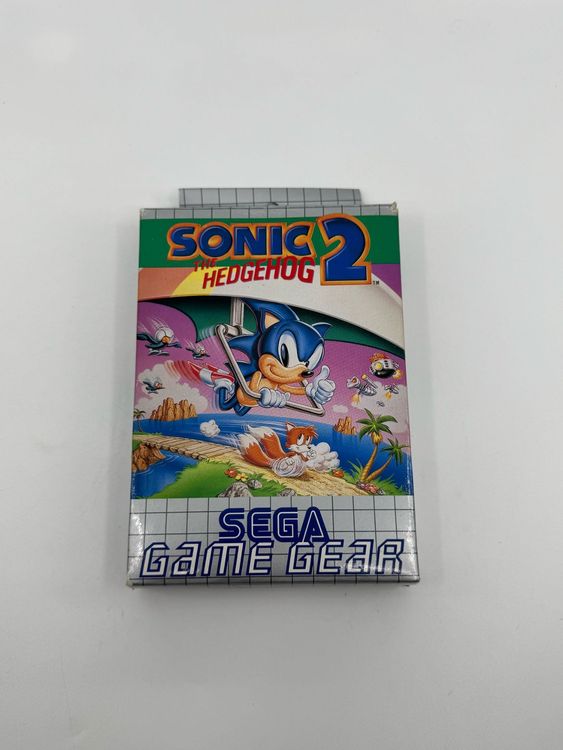 SONIC 2
THE
HEDGEHOG
TM
SEGA
GAME GEAR